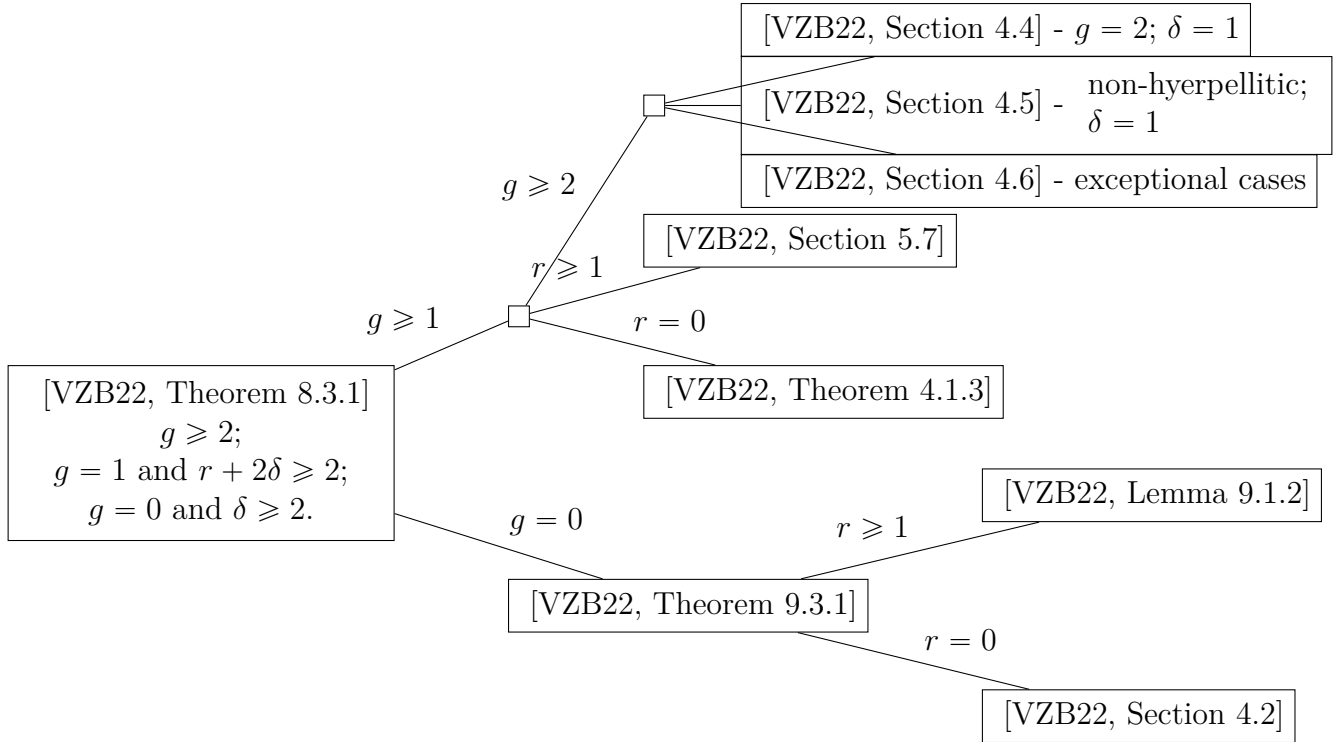 [VZB22, Section 4.4] - g = 2; δ = 1
[VZB22, Section 4.5] - non-hyerpellitic;
δ = 1
[VZB22, Section 4.6] - exceptional cases
g ⩾ 2
[VZB22, Section 5.7]
r ⩾ 1
g ⩾ 1
r = 0
[VZB22, Theorem 4.1.3]
[VZB22, Theorem 8.3.1]
g ⩾ 2;
g = 1 and r + 2δ ⩾ 2;
g = 0 and δ ⩾ 2.
g = 0
r ⩾ 1
[VZB22, Lemma 9.1.2]
[VZB22, Theorem 9.3.1]
r = 0
[VZB22, Section 4.2]